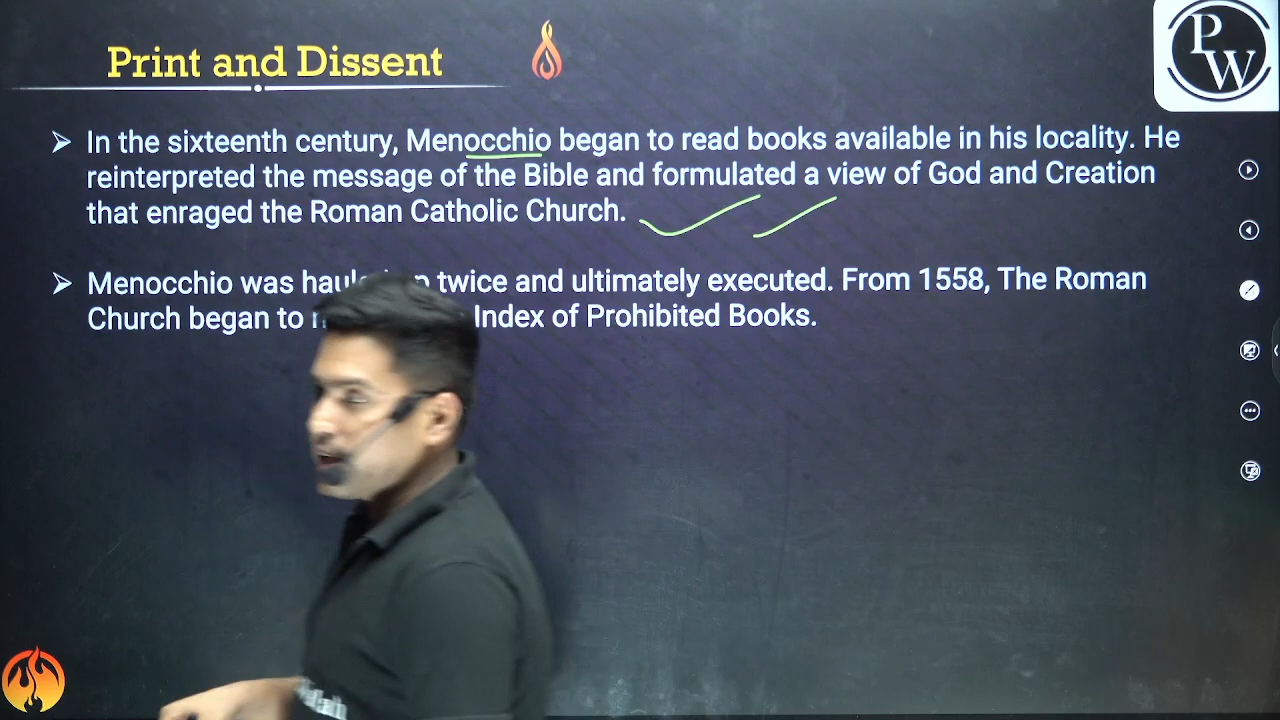 Print and Dissent
PW
➤ In the sixteenth century, Menocchio began to read books available in his locality. He
reinterpreted the message of the Bible and formulated a view of God and Creation
that enraged the Roman Catholic Church.
➤ Menocchio was twice and ultimately executed. From 1558, The Roman
Church began to Index of Prohibited Books.